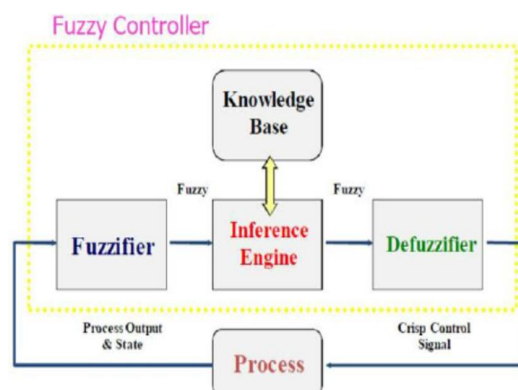 Fuzzy Controller
Knowledge
Base
Fuzzy
Fuzzy
Fuzzifier
Inference
Engine
Defuzzifier
Process Output
& State
Process
Crisp Control
Signal